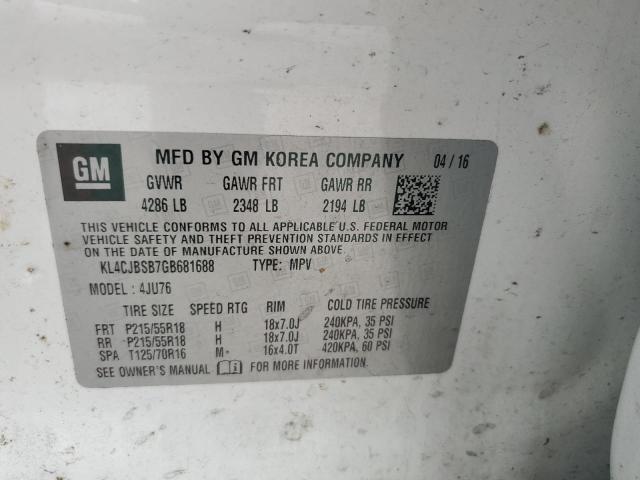 GM MFD BY GM KOREA COMPANY 04/16
GVWR GAWR FRT GAWR RR
4286 LB 2348 LB 2194 LB
THIS VEHICLE CONFORMS TO ALL APPLICABLE U.S. FEDERAL MOTOR
VEHICLE SAFETY AND THEFT PREVENTION STANDARDS IN EFFECT
ON THE DATE OF MANUFACTURE SHOWN ABOVE.
KL4CJBSB7GB681688 TYPE: MPV
MODEL: 4JU76
TIRE SIZE SPEED RTG RIM COLD TIRE PRESSURE
FRT P215/55R18 H 18x7.0J 240KPA, 35 PSI
RR P215/55R18 H 18x7.0J 240KPA, 35 PSI
SPA T125/70R16 M 16x4.0T 420KPA, 60 PSI
SEE OWNER'S MANUAL FOR MORE INFORMATION.